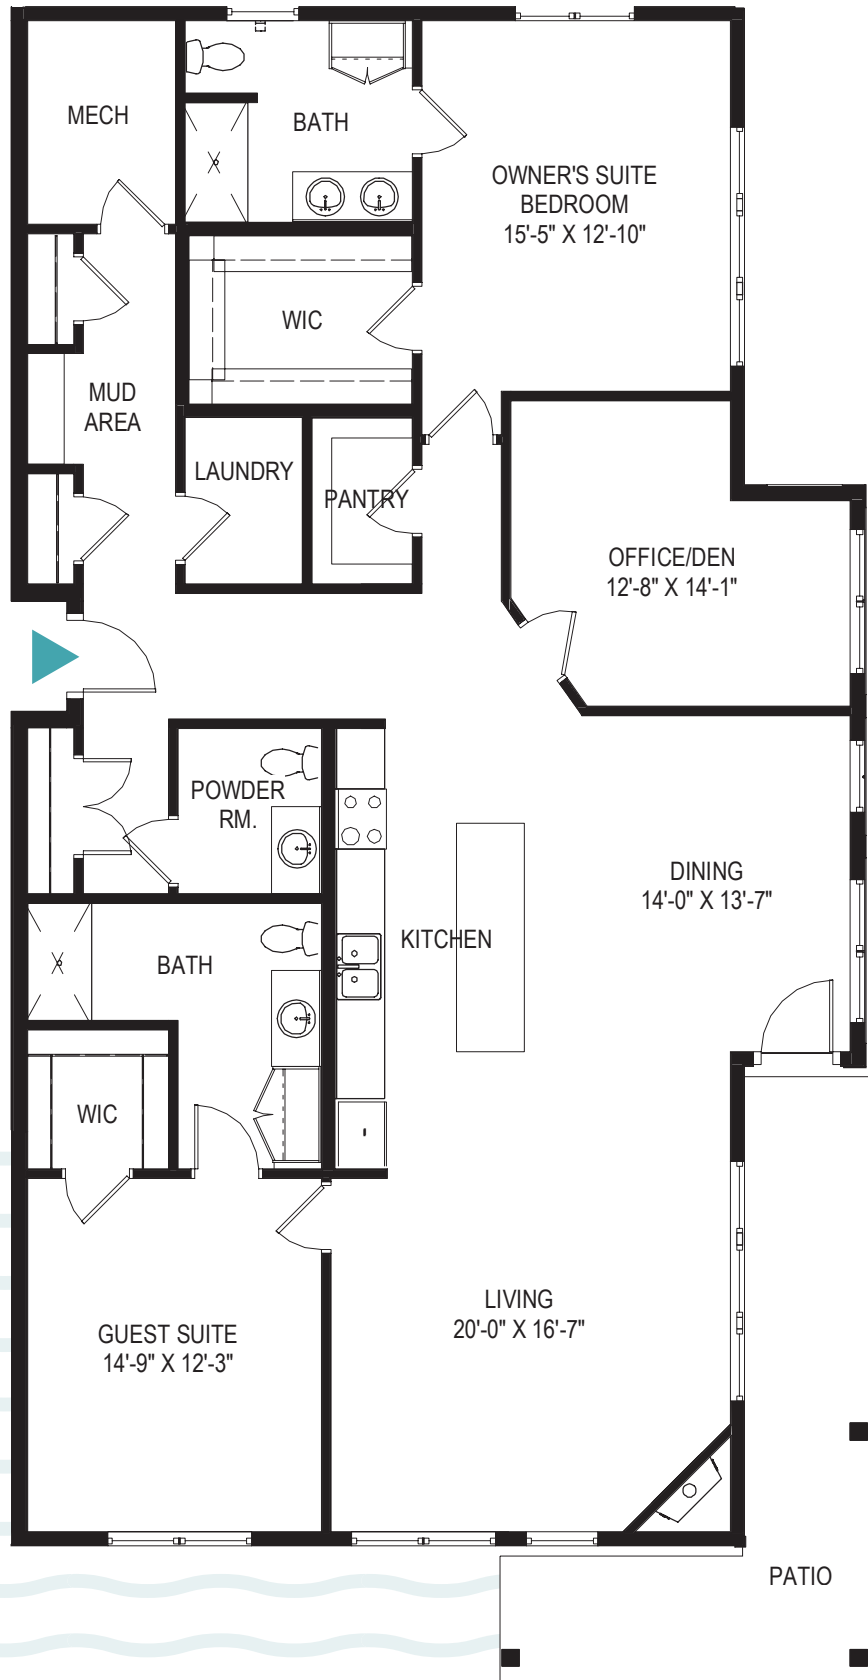 MECH
BATH
OWNER'S SUITE
BEDROOM
15'-5" X 12'-10"
WIC
MUD
AREA
LAUNDRY
PANTRY
OFFICE/DEN
12'-8" X 14'-1"
POWDER
RM.
DINING
14'-0" X 13'-7"
KITCHEN
BATH
WIC
LIVING
20'-0" X 16'-7"
GUEST SUITE
14'-9" X 12'-3"
PATIO